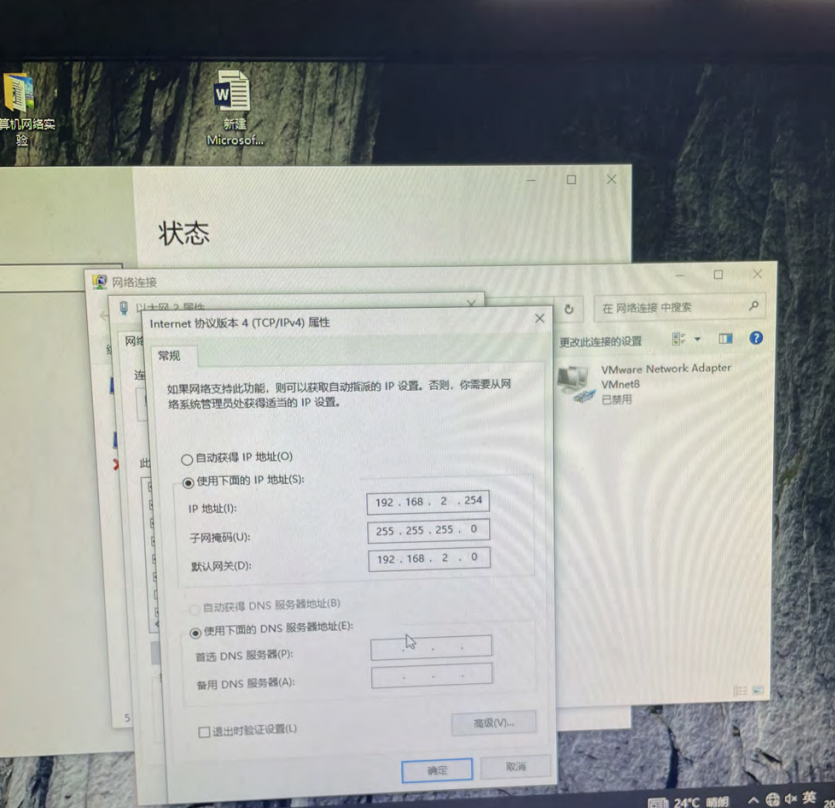 算机网络实
验
新建
Microsof...
状态
网络连接
以太网 2 属性
在 网络连接 中搜索
Internet 协议版本 4 (TCP/IPv4) 属性
更改此连接的设置
常规
VMware Network Adapter
VMnet8
已禁用
如果网络支持此功能，则可以获取自动指派的 IP 设置。否则，你需要从网
络系统管理员处获得适当的 IP 设置。
自动获得 IP 地址(O)
使用下面的 IP 地址(S):
IP 地址(I):
192 . 168 . 2 . 254
子网掩码(U):
255 . 255 . 255 . 0
默认网关(D):
192 . 168 . 2 . 0
自动获得 DNS 服务器地址(B)
使用下面的 DNS 服务器地址(E):
首选 DNS 服务器(P):
备用 DNS 服务器(A):
退出时验证设置(L)
高级(V)...
确定
取消
5
24°C 晴朗
英